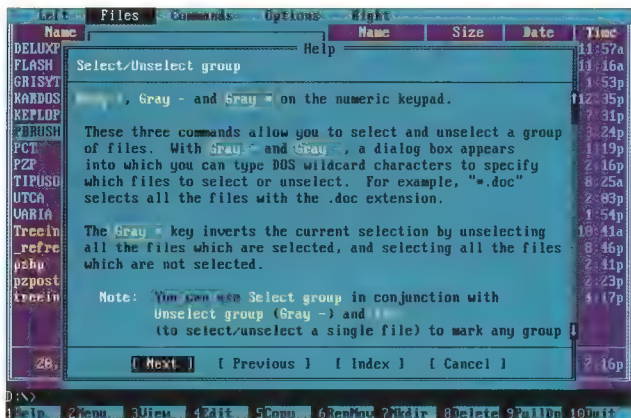 Left Files Commands Options Right
Name Name Size Date Time
Help
DELUXP 11:57a
FLASH Select/Unselect group 11:16a
GRISYT 1:53p
KARDOS , Gray - and Gray * on the numeric keypad. 12:35p
KEPLOP 7:31p
PBRUSH These three commands allow you to select and unselect a group 3:24p
PCT of files. With Gray and Gray , a dialog box appears 1:19p
PZP into which you can type DOS wildcard characters to specify 2:16p
TIPUSO which files to select or unselect. For example, "*.doc" 8:25a
UTCA selects all the files with the .doc extension. 2:03p
VARIA 1:54p
Treein The Gray * key inverts the current selection by unselecting 10:41a
_refre all the files which are selected, and selecting all the files 8:46p
pshu which are not selected. 2:41p
pzpost 2:23p
treein Note: You can use Select group in conjunction with 4:17p
Unselect group (Gray -) and
(to select/unselect a single file) to mark any group
28, [ Next ] [ Previous ] [ Index ] [ Cancel ] 2:16p
D:\>
1Help 2Menu 3View 4Edit 5Copy 6RenMov 7Mkdir 8Delete 9PullDn 10Quit